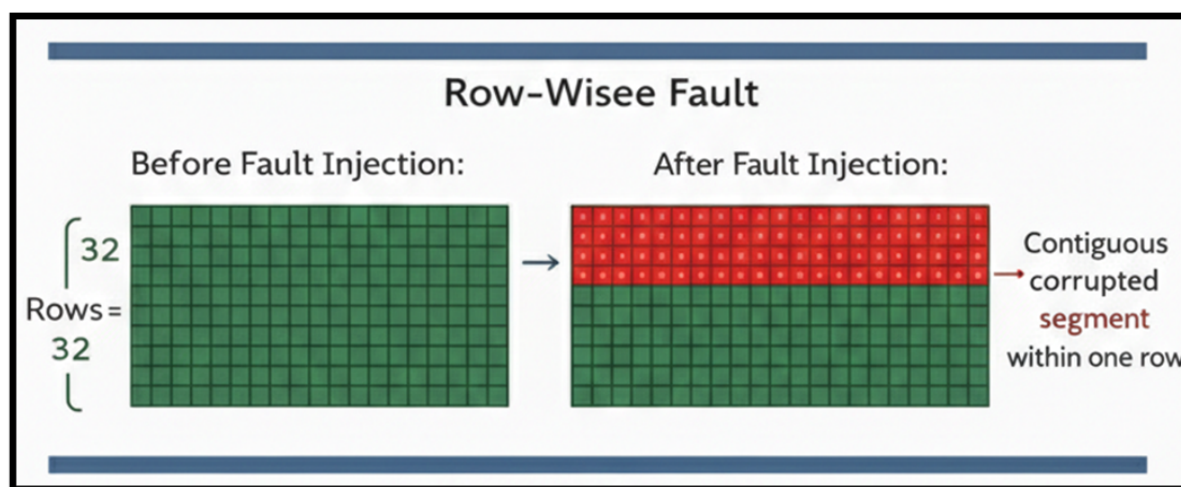 Row-Wisee Fault
Before Fault Injection:
After Fault Injection:
32
Rows =
32
Contiguous
corrupted
segment
within one row